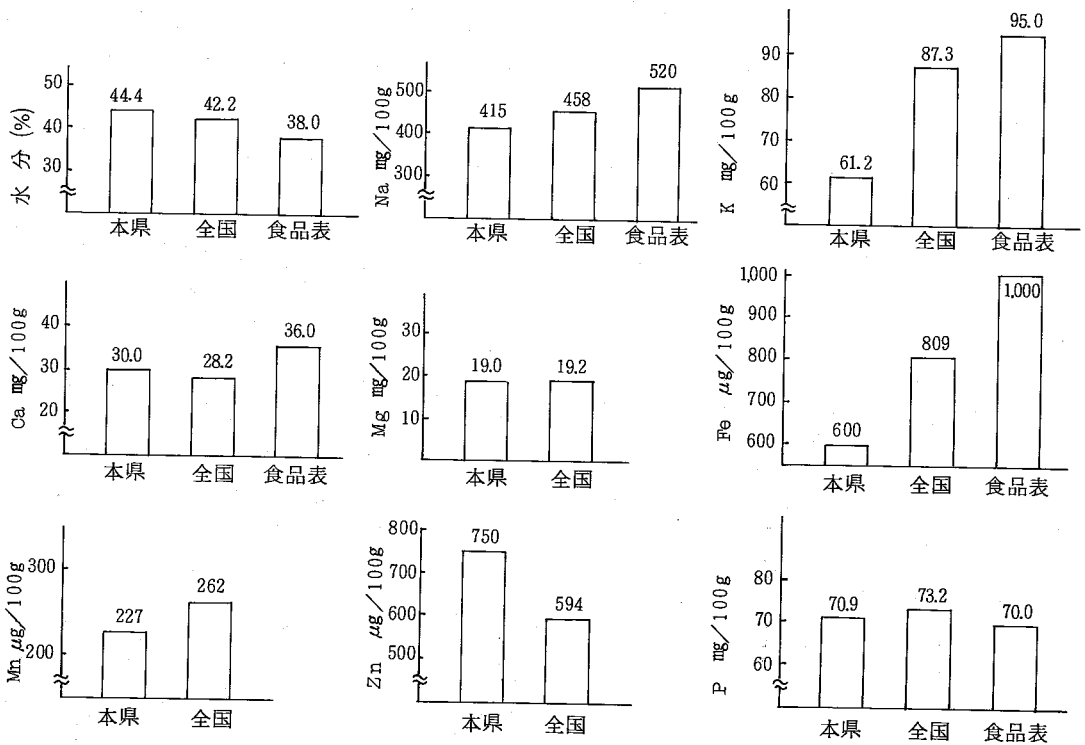 水分(%)
50
40
30
44.4
42.2
38.0
本県
全国
食品表
Na mg/100g
500
400
300
415
458
520
本県
全国
食品表
K mg/100g
90
80
70
60
61.2
87.3
95.0
本県
全国
食品表
Ca mg/100g
40
30
20
30.0
28.2
36.0
本県
全国
食品表
Mg mg/100g
30
20
10
19.0
19.2
本県
全国
Fe μg/100g
1,000
900
800
700
600
600
809
1,000
本県
全国
食品表
Mn μg/100g
300
200
227
262
本県
全国
Zn μg/100g
800
700
600
500
750
594
本県
全国
P mg/100g
80
70
60
70.9
73.2
70.0
本県
全国
食品表